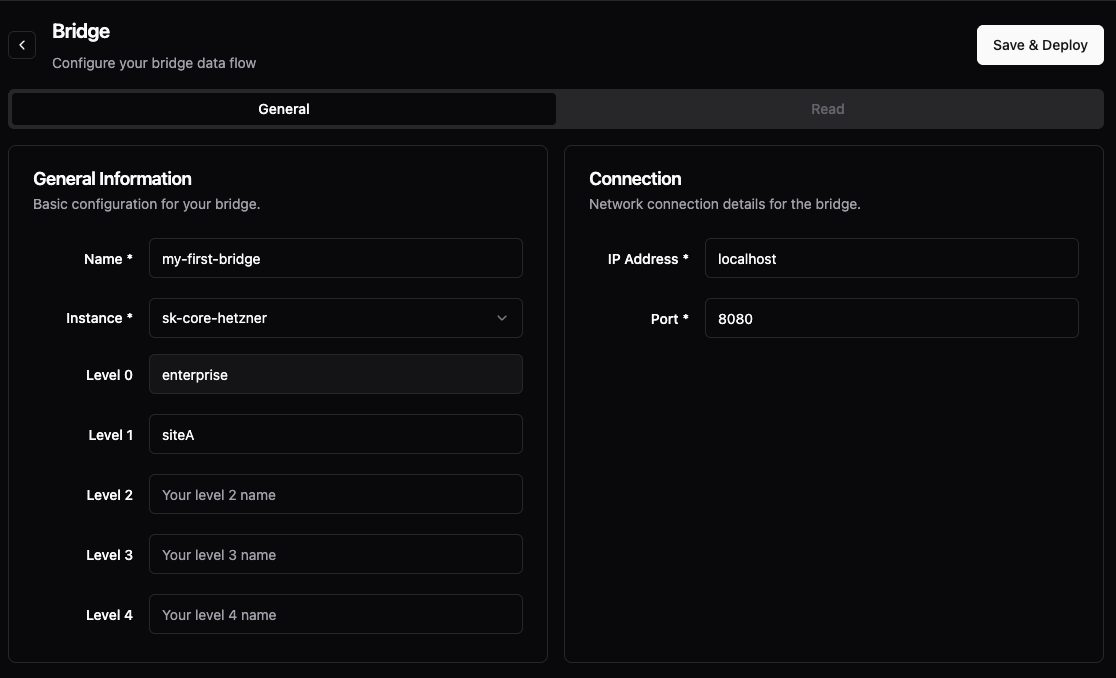 Bridge
Configure your bridge data flow
Save & Deploy
General
Read
General Information
Basic configuration for your bridge.
Name *
my-first-bridge
Instance *
sk-core-hetzner
Level 0
enterprise
Level 1
siteA
Level 2
Your level 2 name
Level 3
Your level 3 name
Level 4
Your level 4 name
Connection
Network connection details for the bridge.
IP Address *
localhost
Port *
8080